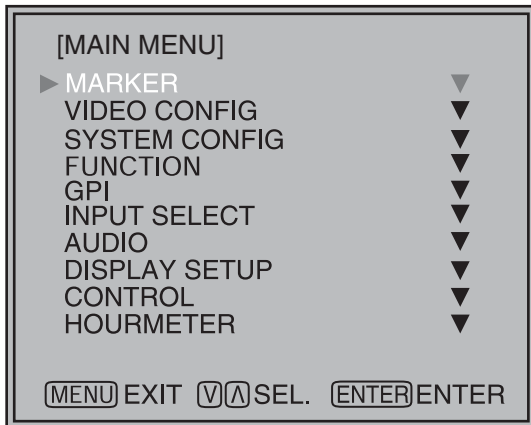 [MAIN MENU]
▶ MARKER ▼
VIDEO CONFIG ▼
SYSTEM CONFIG ▼
FUNCTION ▼
GPI ▼
INPUT SELECT ▼
AUDIO ▼
DISPLAY SETUP ▼
CONTROL ▼
HOURMETER ▼
MENU EXIT V Λ SEL. ENTER ENTER